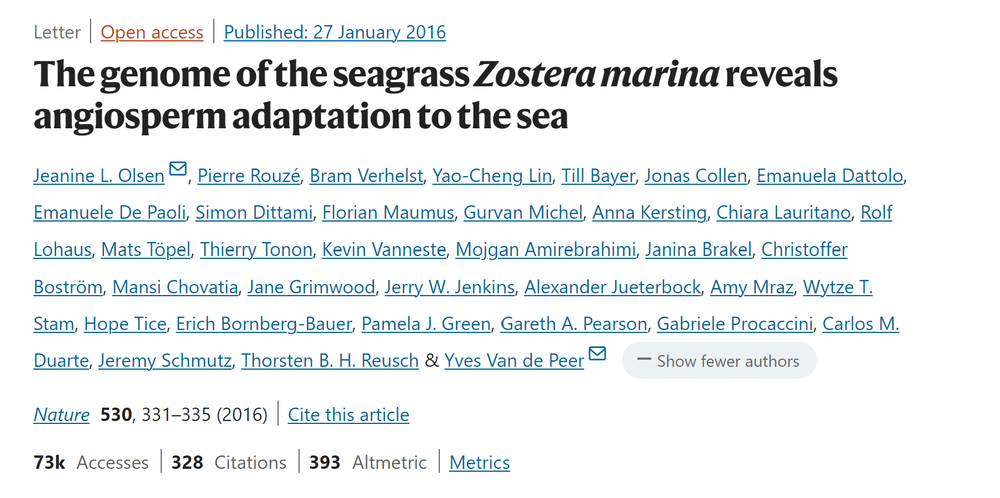 Letter | Open access | Published: 27 January 2016
The genome of the seagrass Zostera marina reveals
angiosperm adaptation to the sea
Jeanine L. Olsen, Pierre Rouzé, Bram Verhelst, Yao-Cheng Lin, Till Bayer, Jonas Collen, Emanuela Dattolo,
Emanuele De Paoli, Simon Dittami, Florian Maumus, Gurvan Michel, Anna Kersting, Chiara Lauritano, Rolf
Lohaus, Mats Töpel, Thierry Tonon, Kevin Vanneste, Mojgan Amirebrahimi, Janina Brakel, Christoffer
Boström, Mansi Chovatia, Jane Grimwood, Jerry W. Jenkins, Alexander Jueterbock, Amy Mraz, Wytze T.
Stam, Hope Tice, Erich Bornberg-Bauer, Pamela J. Green, Gareth A. Pearson, Gabriele Procaccini, Carlos M.
Duarte, Jeremy Schmutz, Thorsten B. H. Reusch & Yves Van de Peer — Show fewer authors
Nature 530, 331–335 (2016) | Cite this article
73k Accesses | 328 Citations | 393 Altmetric | Metrics